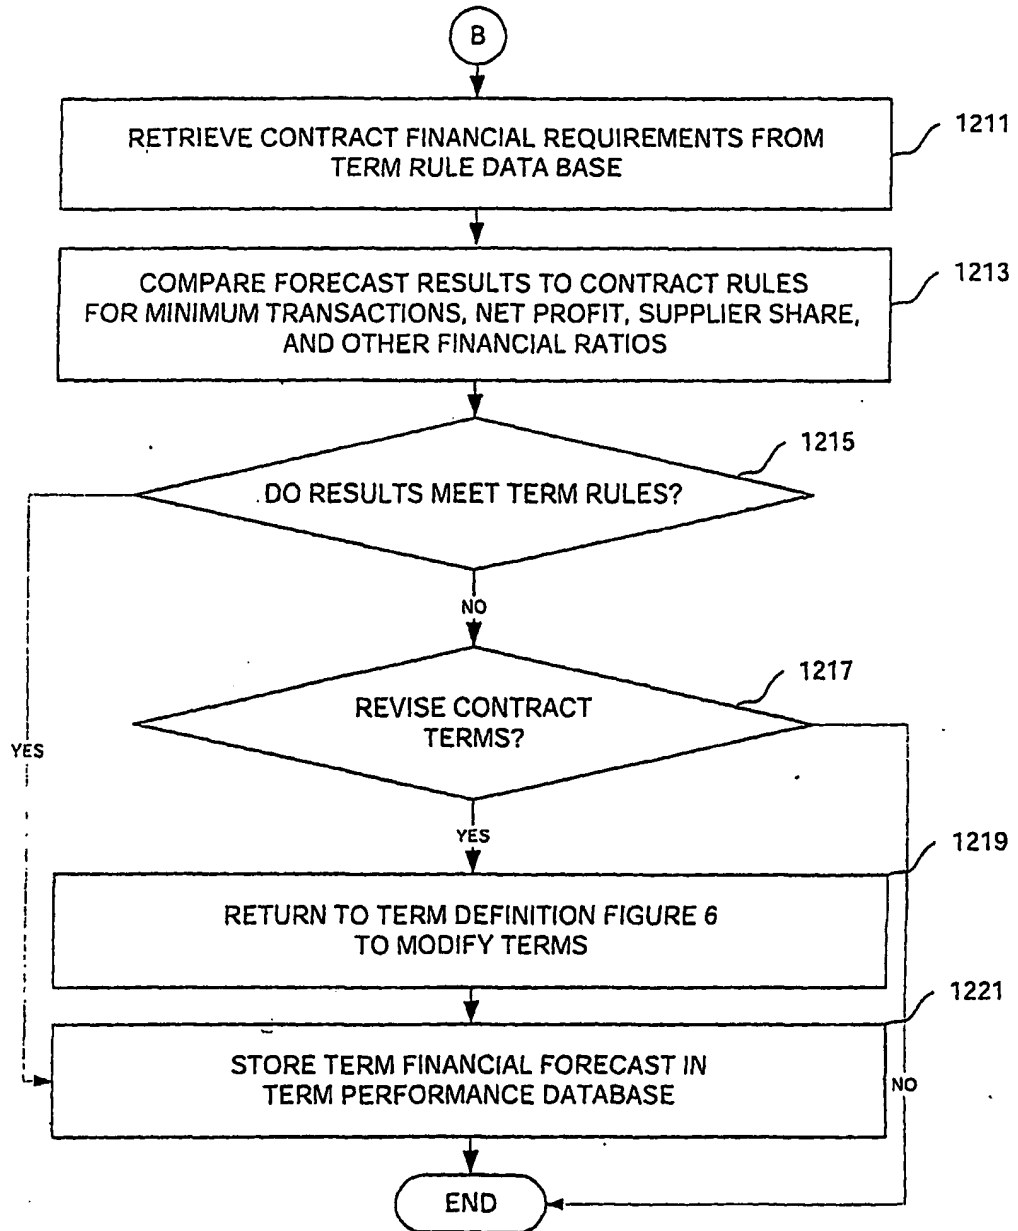 B
RETRIEVE CONTRACT FINANCIAL REQUIREMENTS FROM
TERM RULE DATA BASE
1211
COMPARE FORECAST RESULTS TO CONTRACT RULES
FOR MINIMUM TRANSACTIONS, NET PROFIT, SUPPLIER SHARE,
AND OTHER FINANCIAL RATIOS
1213
DO RESULTS MEET TERM RULES?
1215
NO
REVISE CONTRACT
TERMS?
1217
YES
YES
RETURN TO TERM DEFINITION FIGURE 6
TO MODIFY TERMS
1219
STORE TERM FINANCIAL FORECAST IN
TERM PERFORMANCE DATABASE
1221
NO
END